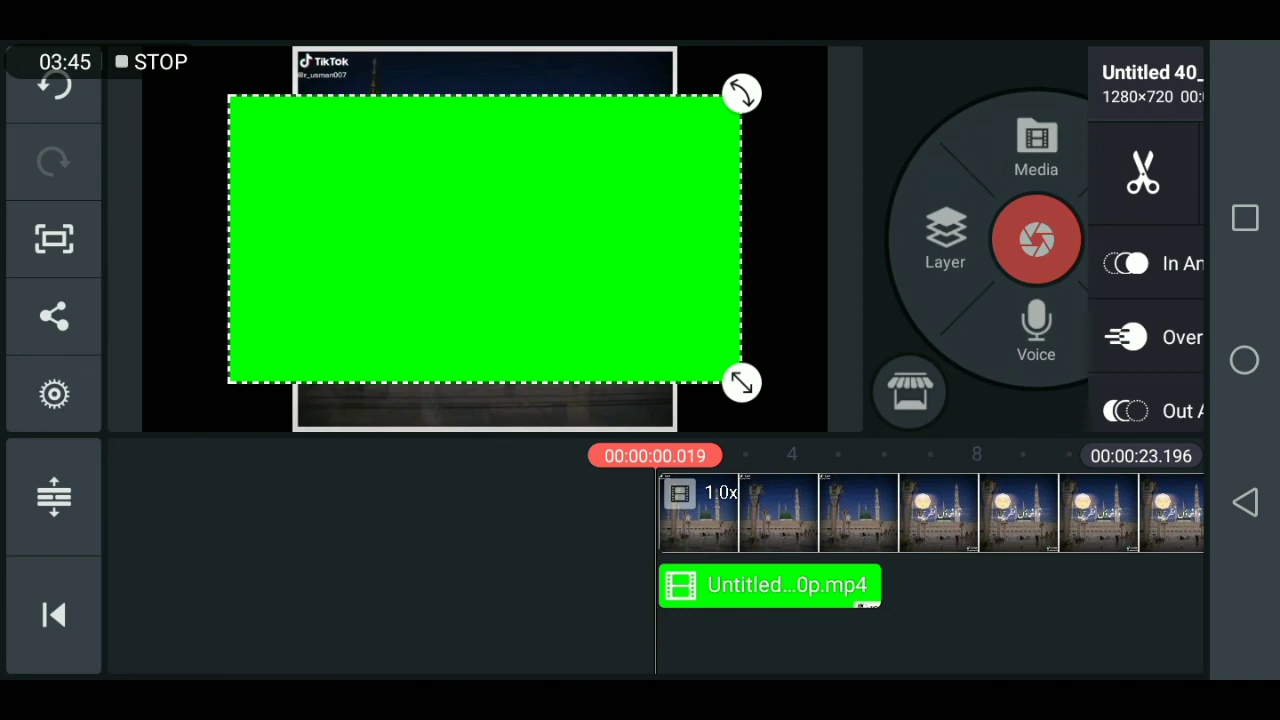 03:45 STOP
TikTok
@r_usman007
Untitled 40_
1280×720 00:
Media
Layer
In An
Voice
Over
Out A
00:00:00.019
4
8
00:00:23.196
1.0x
Untitled...0p.mp4